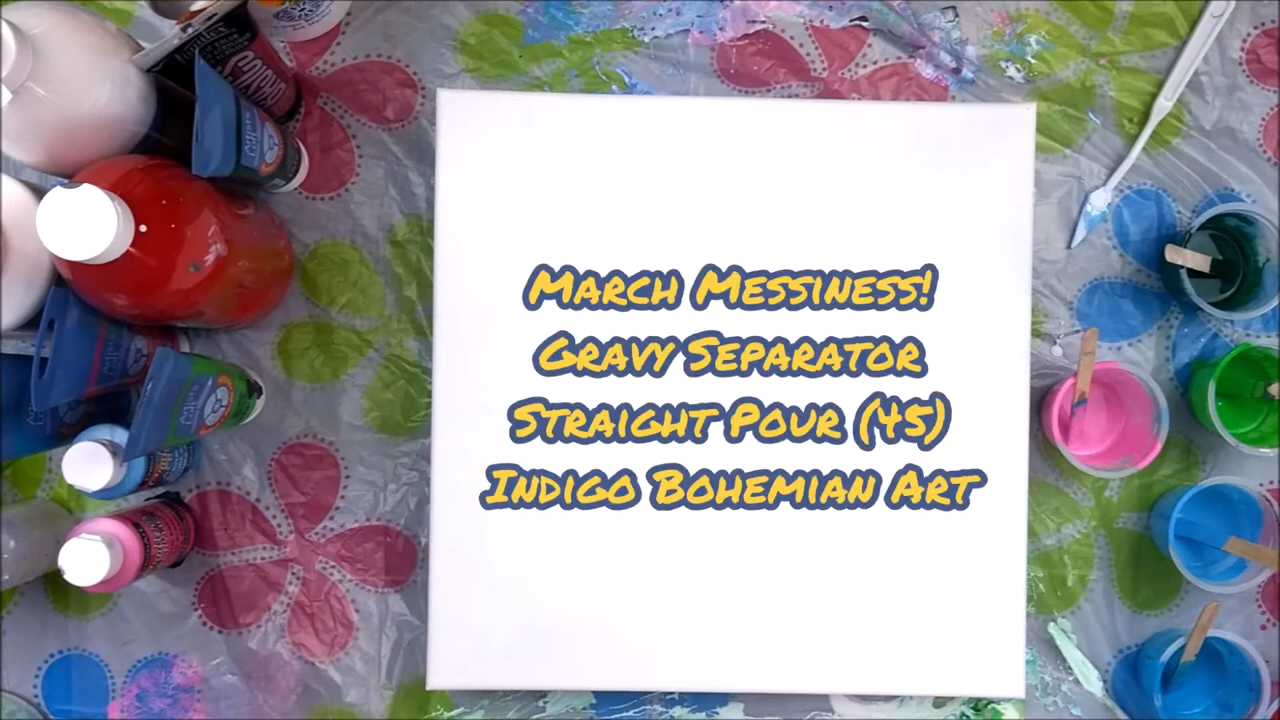 March Messiness!
Gravy Separator
Straight Pour (45)
Indigo Bohemian Art